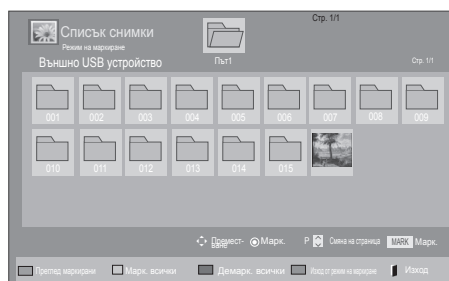 Стр. 1/1
Списък снимки
Режим на маркиране
Външно USB устройство
Път1
Стр. 1/1
001 002 003 004 005 006 007 008 009
010 011 012 013 014 015
Премест-
ване Марк. P Смяна на страница MARK Марк.
Преглед маркирани Марк. всички Демарк. всички Изход от режим на маркиране Изход